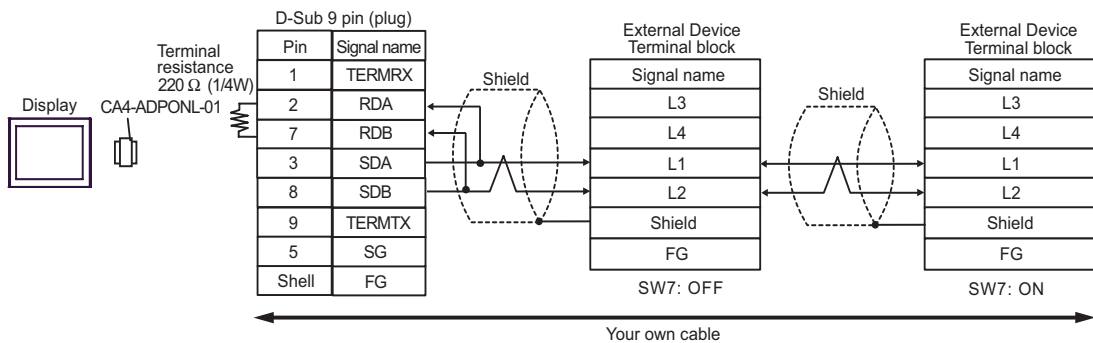 D-Sub 9 pin (plug)
Pin Signal name
1 TERMRX
2 RDA
7 RDB
3 SDA
8 SDB
9 TERMTX
5 SG
Shell FG
Terminal
resistance
220 Ω (1/4W)
Display
CA4-ADPONL-01
Shield
External Device
Terminal block
Signal name
L3
L4
L1
L2
Shield
FG
SW7: OFF
Shield
External Device
Terminal block
Signal name
L3
L4
L1
L2
Shield
FG
SW7: ON
Your own cable